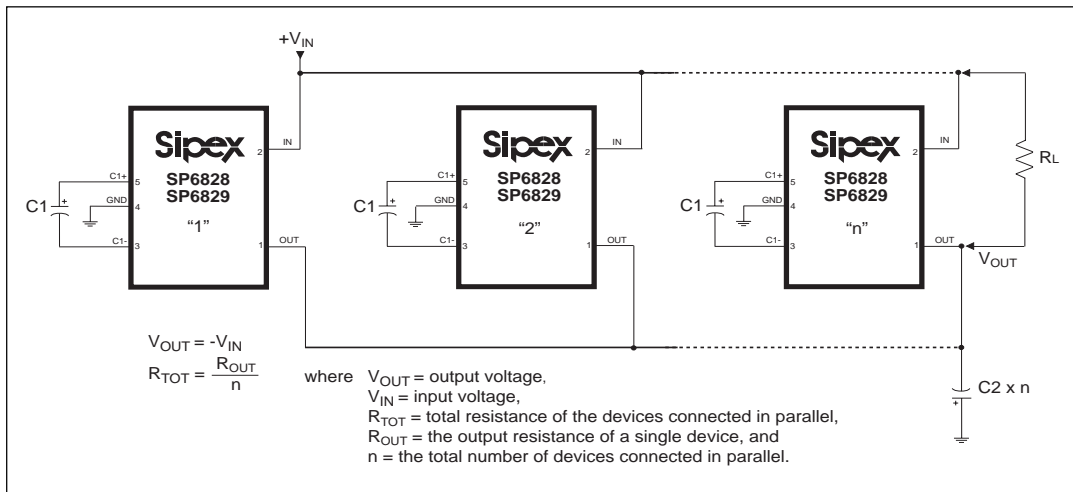 +VIN
Sipex
SP6828
SP6829
“1”
IN
2
C1+
5
GND
4
C1-
3
1
OUT
C1
Sipex
SP6828
SP6829
“2”
IN
2
C1+
5
GND
4
C1-
3
1
OUT
C1
Sipex
SP6828
SP6829
“n”
IN
2
C1+
5
GND
4
C1-
3
1
OUT
C1
RL
VOUT
C2 x n
VOUT = -VIN
RTOT = ROUT
n
where VOUT = output voltage,
VIN = input voltage,
RTOT = total resistance of the devices connected in parallel,
ROUT = the output resistance of a single device, and
n = the total number of devices connected in parallel.